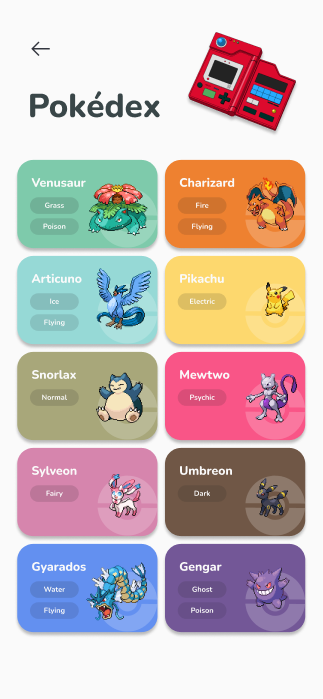 Pokédex
Venusaur
Grass
Poison
Charizard
Fire
Flying
Articuno
Ice
Flying
Pikachu
Electric
Snorlax
Normal
Mewtwo
Psychic
Sylveon
Fairy
Umbreon
Dark
Gyarados
Water
Flying
Gengar
Ghost
Poison